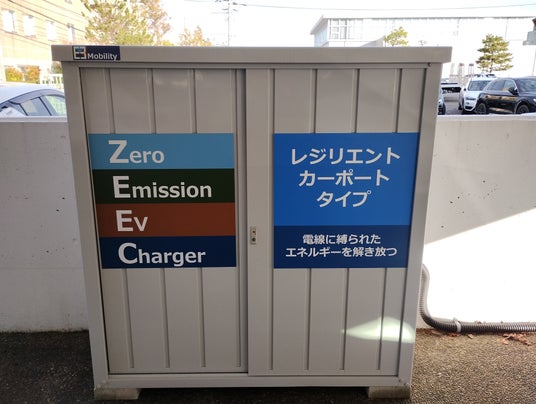 Mobility
Zero
Emission
Ev
Charger
レジリエント
カーポート
タイプ
電線に縛られた
エネルギーを解き放つ